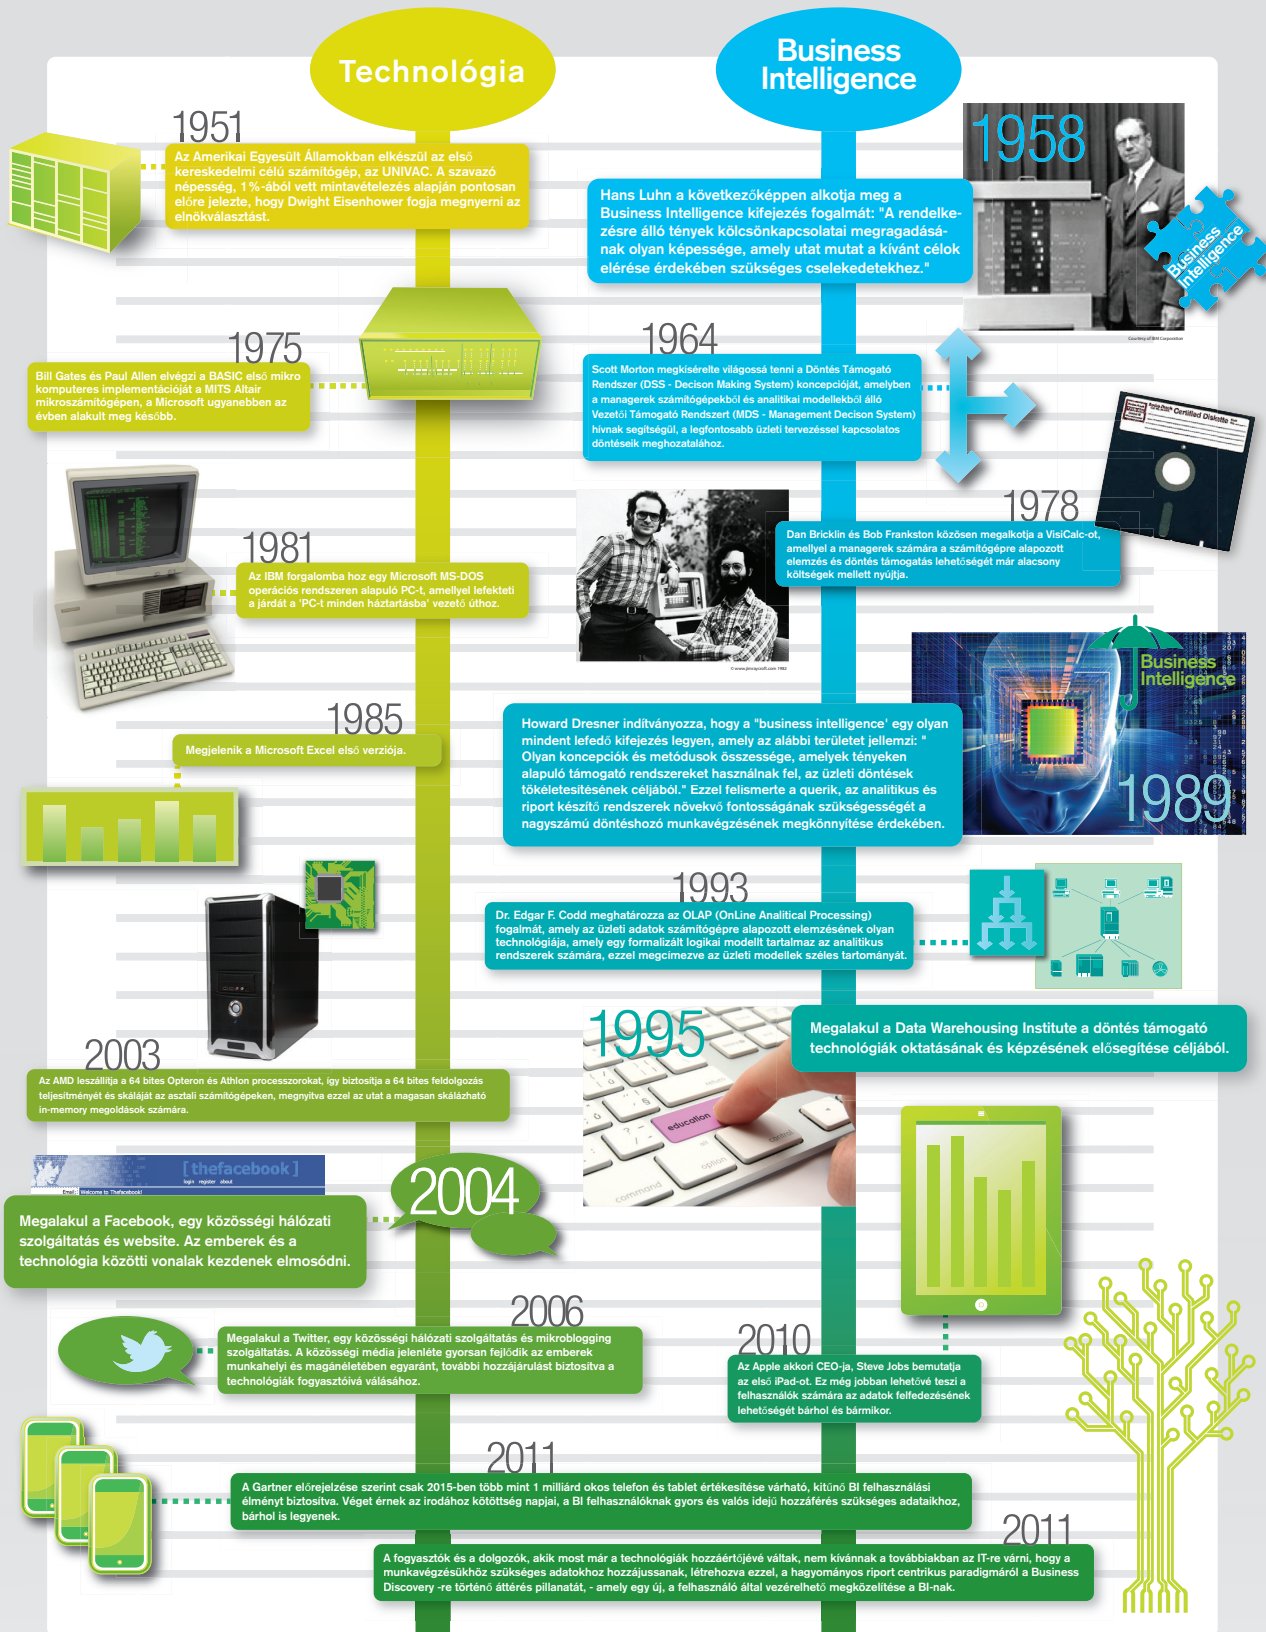 Technológia
Business
Intelligence
1951
Az Amerikai Egyesült Államokban elkészül az első
kereskedelmi célú számítógép, az UNIVAC. A szavazó
népesség, 1%-ából vett mintavételezés alapján pontosan
előre jelezte, hogy Dwight Eisenhower fogja megnyerni az
elnökválasztást.
1958
Hans Luhn a következőképpen alkotja meg a
Business Intelligence kifejezés fogalmát: "A rendelke-
zésre álló tények kölcsönkapcsolatai megragadásá-
nak olyan képessége, amely utat mutat a kívánt célok
elérése érdekében szükséges cselekedetekhez."
Business
Intelligence
Courtesy of IBM Corporation
1975
Bill Gates és Paul Allen elvégzi a BASIC első mikro
komputeres implementációját a MITS Altair
mikroszámítógépen, a Microsoft ugyanebben az
évben alakult meg később.
1964
Scott Morton megkisérelte világossá tenni a Döntés Támogató
Rendszer (DSS - Decison Making System) koncepcióját, amelyben
a managerek számítógépekből és analitikai modellekből álló
Vezetői Támogató Rendszert (MDS - Management Decison System)
hívnak segítségül, a legfontosabb üzleti tervezéssel kapcsolatos
döntéseik meghozatalához.
Certified Diskette
1978
Dan Bricklin és Bob Frankston közösen megalkotja a VisiCalc-ot,
amellyel a managerek számára a számítógépre alapozott
elemzés és döntés támogatás lehetőségét már alacsony
költségek mellett nyújtja.
©www.jimraycroft.com 1982
1981
Az IBM forgalomba hoz egy Microsoft MS-DOS
operációs rendszeren alapuló PC-t, amellyel lefekteti
a járdát a 'PC-t minden háztartásba' vezető úthoz.
Business
Intelligence
1989
Howard Dresner indítványozza, hogy a "business intelligence' egy olyan
mindent lefedő kifejezés legyen, amely az alábbi területet jellemzi: "
Olyan koncepciók és metódusok összessége, amelyek tényeken
alapuló támogató rendszereket használnak fel, az üzleti döntések
tökéletesítésének céljából." Ezzel felismerte a querik, az analitikus és
riport készítő rendszerek növekvő fontosságának szükségességét a
nagyszámú döntéshozó munkavégzésének megkönnyítése érdekében.
1985
Megjelenik a Microsoft Excel első verziója.
1993
Dr. Edgar F. Codd meghatározza az OLAP (OnLine Analitical Processing)
fogalmát, amely az üzleti adatok számítógépre alapozott elemzésének olyan
technológiája, amely egy formalizált logikai modellt tartalmaz az analitikus
rendszerek számára, ezzel megcímezve az üzleti modellek széles tartományát.
1995
Megalakul a Data Warehousing Institute a döntés támogató
technológiák oktatásának és képzésének elősegítése céljából.
education
control
option
command
2003
Az AMD leszállítja a 64 bites Opteron és Athlon processzorokat, így biztosítja a 64 bites feldolgozás
teljesítményét és skáláját az asztali számítógépeken, megnyitva ezzel az utat a magasan skálázható
in-memory megoldások számára.
[thefacebook]
login register about
Email: Welcome to Thefacebook!
2004
Megalakul a Facebook, egy közösségi hálózati
szolgáltatás és website. Az emberek és a
technológia közötti vonalak kezdenek elmosódni.
2006
Megalakul a Twitter, egy közösségi hálózati szolgáltatás és mikroblogging
szolgáltatás. A közösségi média jelenléte gyorsan fejlődik az emberek
munkahelyi és magánéletében egyaránt, további hozzájárulást biztosítva a
technológiák fogyasztóivá válásához.
2010
Az Apple akkori CEO-ja, Steve Jobs bemutatja
az első iPad-ot. Ez még jobban lehetővé teszi a
felhasználók számára az adatok felfedezésének
lehetőségét bárhol és bármikor.
2011
A Gartner előrejelzése szerint csak 2015-ben több mint 1 milliárd okos telefon és tablet értékesítése várható, kitűnő BI felhasználási
élményt biztosítva. Véget érnek az irodához kötöttség napjai, a BI felhasználóknak gyors és valós idejű hozzáférés szükséges adataikhoz,
bárhol is legyenek.
2011
A fogyasztók és a dolgozók, akik most már a technológiák hozzáértőjévé váltak, nem kívánnak a továbbiakban az IT-re várni, hogy a
munkavégzésükhöz szükséges adatokhoz hozzájussanak, létrehozva ezzel, a hagyományos riport centrikus paradigmáról a Business
Discovery -re történő áttérés pillanatát, - amely egy új, a felhasználó által vezérelhető megközelítése a BI-nak.